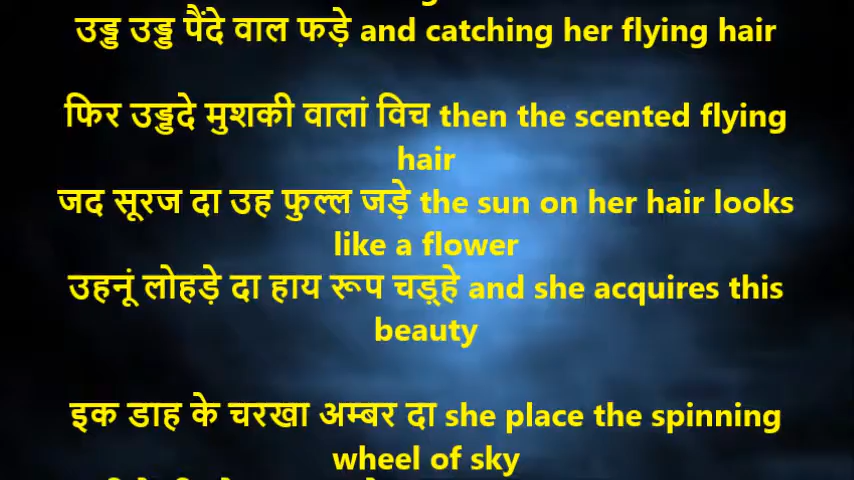 उड्ड उड्ड पैंदे वाल फड़े and catching her flying hair
फिर उड्डदे मुशकी वालां विच then the scented flying
hair
जद सूरज दा उह फुल्ल जड़े the sun on her hair looks
like a flower
उहनूं लोहड़े दा हाय रूप चड़्हे and she acquires this
beauty
इक डाह के चरखा अम्बर दा she place the spinning
wheel of sky